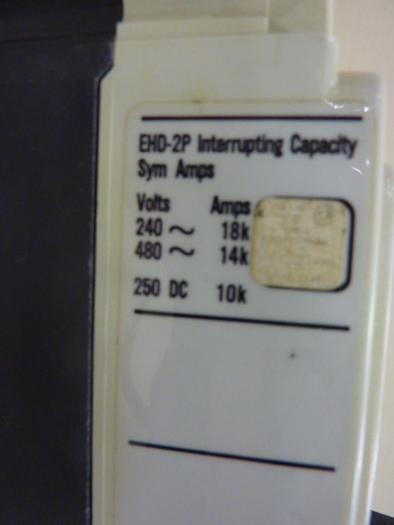 EHD-2P Interrupting Capacity
Sym Amps
Volts Amps
240 ~ 18k
480 ~ 14k
250 DC 10k